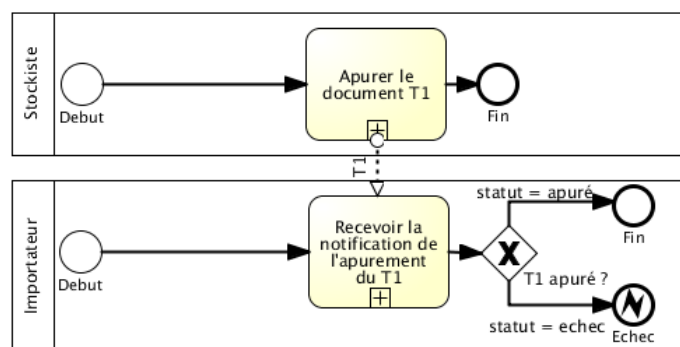 Stockiste
Debut
Apurer le
document T1
Fin
T1
Importateur
Debut
Recevoir la
notification de
l'apurement
du T1
statut = apuré
Fin
T1 apuré ?
statut = echec
Echec